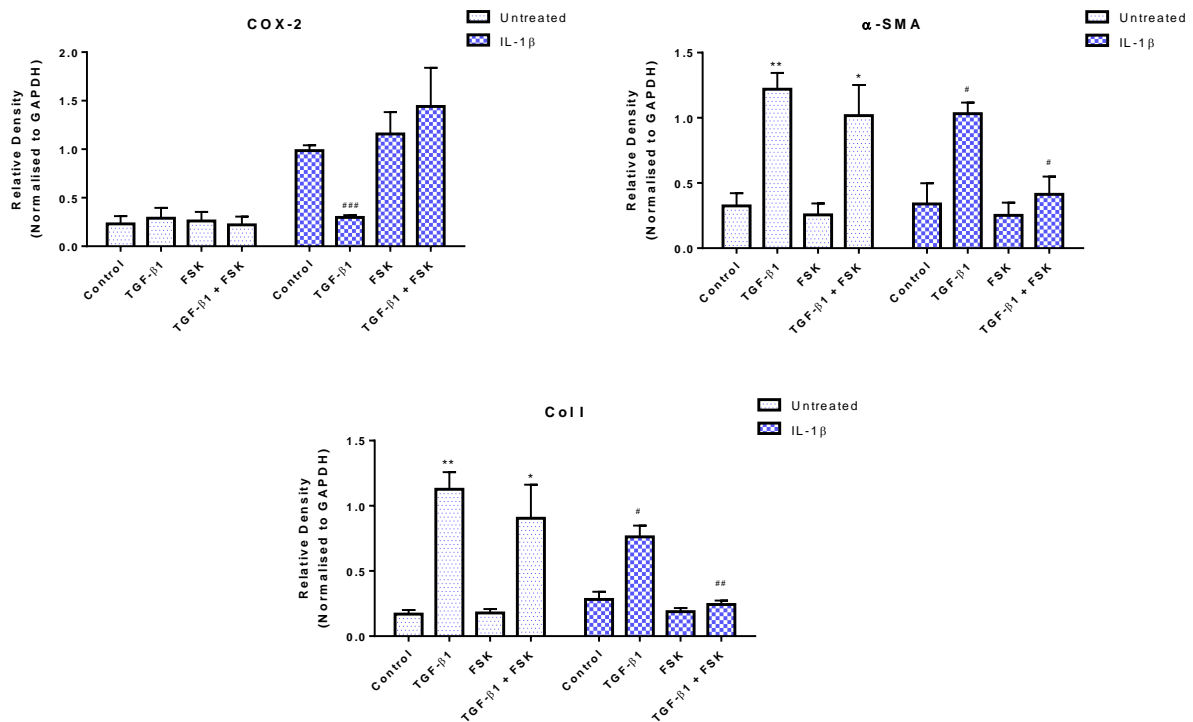 COX-2
Untreated
IL-1β
Relative Density
(Normalised to GAPDH)
2.0
1.5
1.0
0.5
0.0
###
Control
TGF-β1
FSK
TGF-β1 + FSK
Control
TGF-β1
FSK
TGF-β1 + FSK
α-SMA
Untreated
IL-1β
Relative Density
(Normalised to GAPDH)
1.5
1.0
0.5
0.0
**
*
#
#
Control
TGF-β1
FSK
TGF-β1 + FSK
Control
TGF-β1
FSK
TGF-β1 + FSK
Col I
Untreated
IL-1β
Relative Density
(Normalised to GAPDH)
1.5
1.0
0.5
0.0
**
*
#
##
Control
TGF-β1
FSK
TGF-β1 + FSK
Control
TGF-β1
FSK
TGF-β1 + FSK